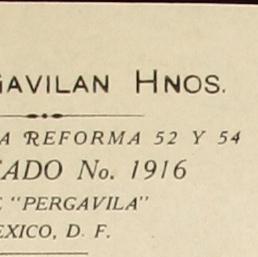 GAVILAN HNOS.
A REFORMA 52 Y 54
ADO No. 1916
"PERGAVILA"
EXICO, D. F.